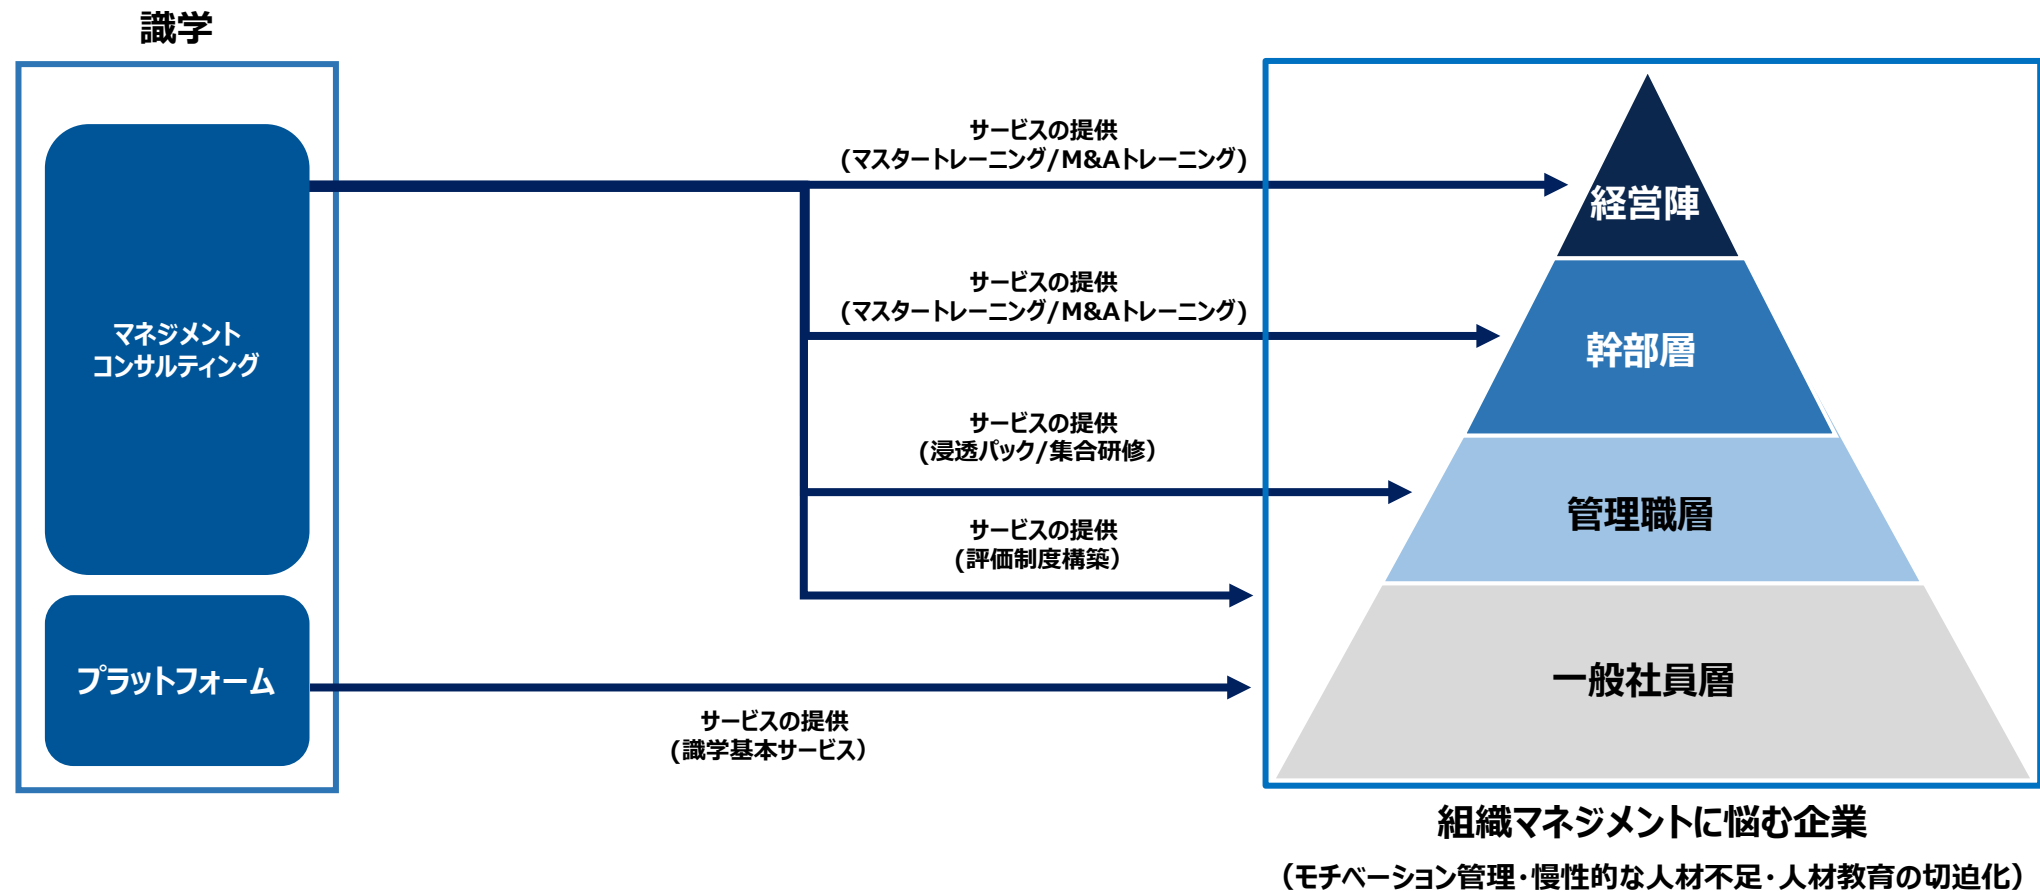 識学
マネジメント
コンサルティング
プラットフォーム
サービスの提供
(マスタートレーニング/M&Aトレーニング)
サービスの提供
(マスタートレーニング/M&Aトレーニング)
サービスの提供
(浸透パック/集合研修）
サービスの提供
(評価制度構築）
サービスの提供
(識学基本サービス）
経営陣
幹部層
管理職層
一般社員層
組織マネジメントに悩む企業
（モチベーション管理・慢性的な人材不足・人材教育の切迫化）